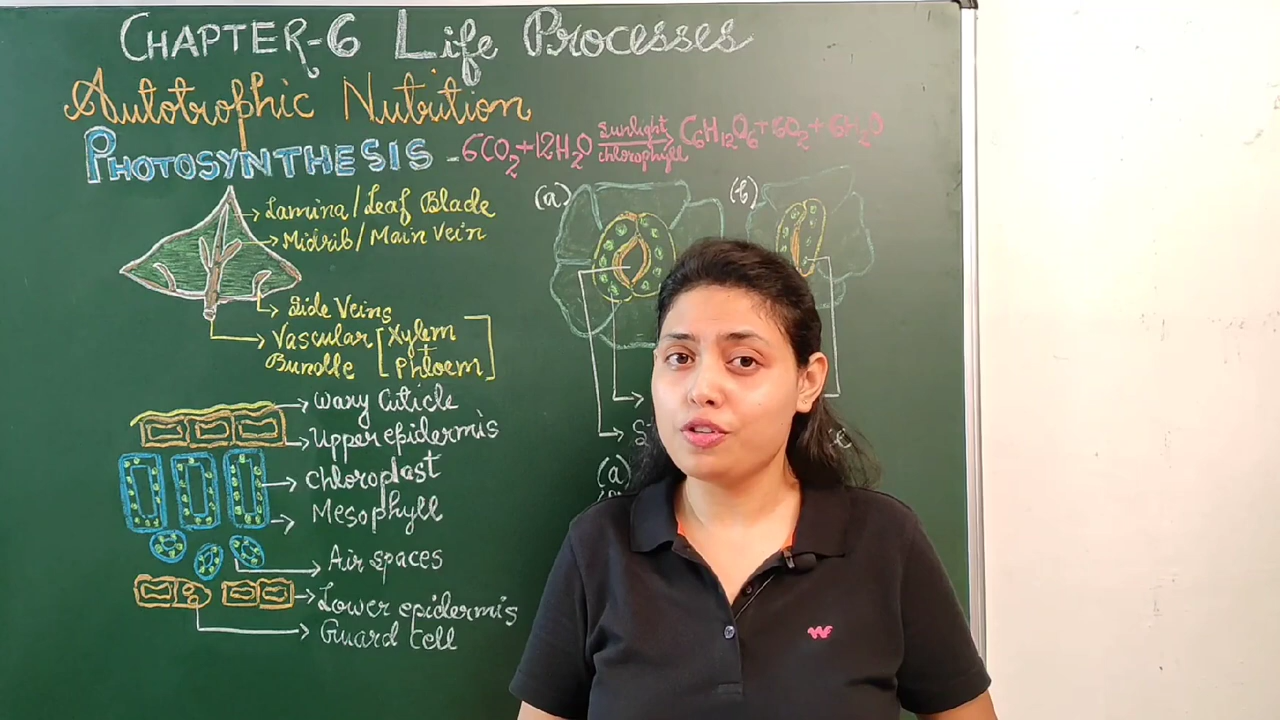 CHAPTER-6 Life Processes
Autotrophic Nutrition
PHOTOSYNTHESIS - 6CO2+12H2O sunlight chlorophyll C6H12O6+6O2+6H2O
Lamina/Leaf Blade
Midrib/Main Vein
Side Veins
Vascular Bundle [Xylem + Phloem]
Waxy Cuticle
Upper epidermis
Chloroplast
Mesophyll
Air spaces
Lower epidermis
Guard Cell
(a)
(b)
(a)